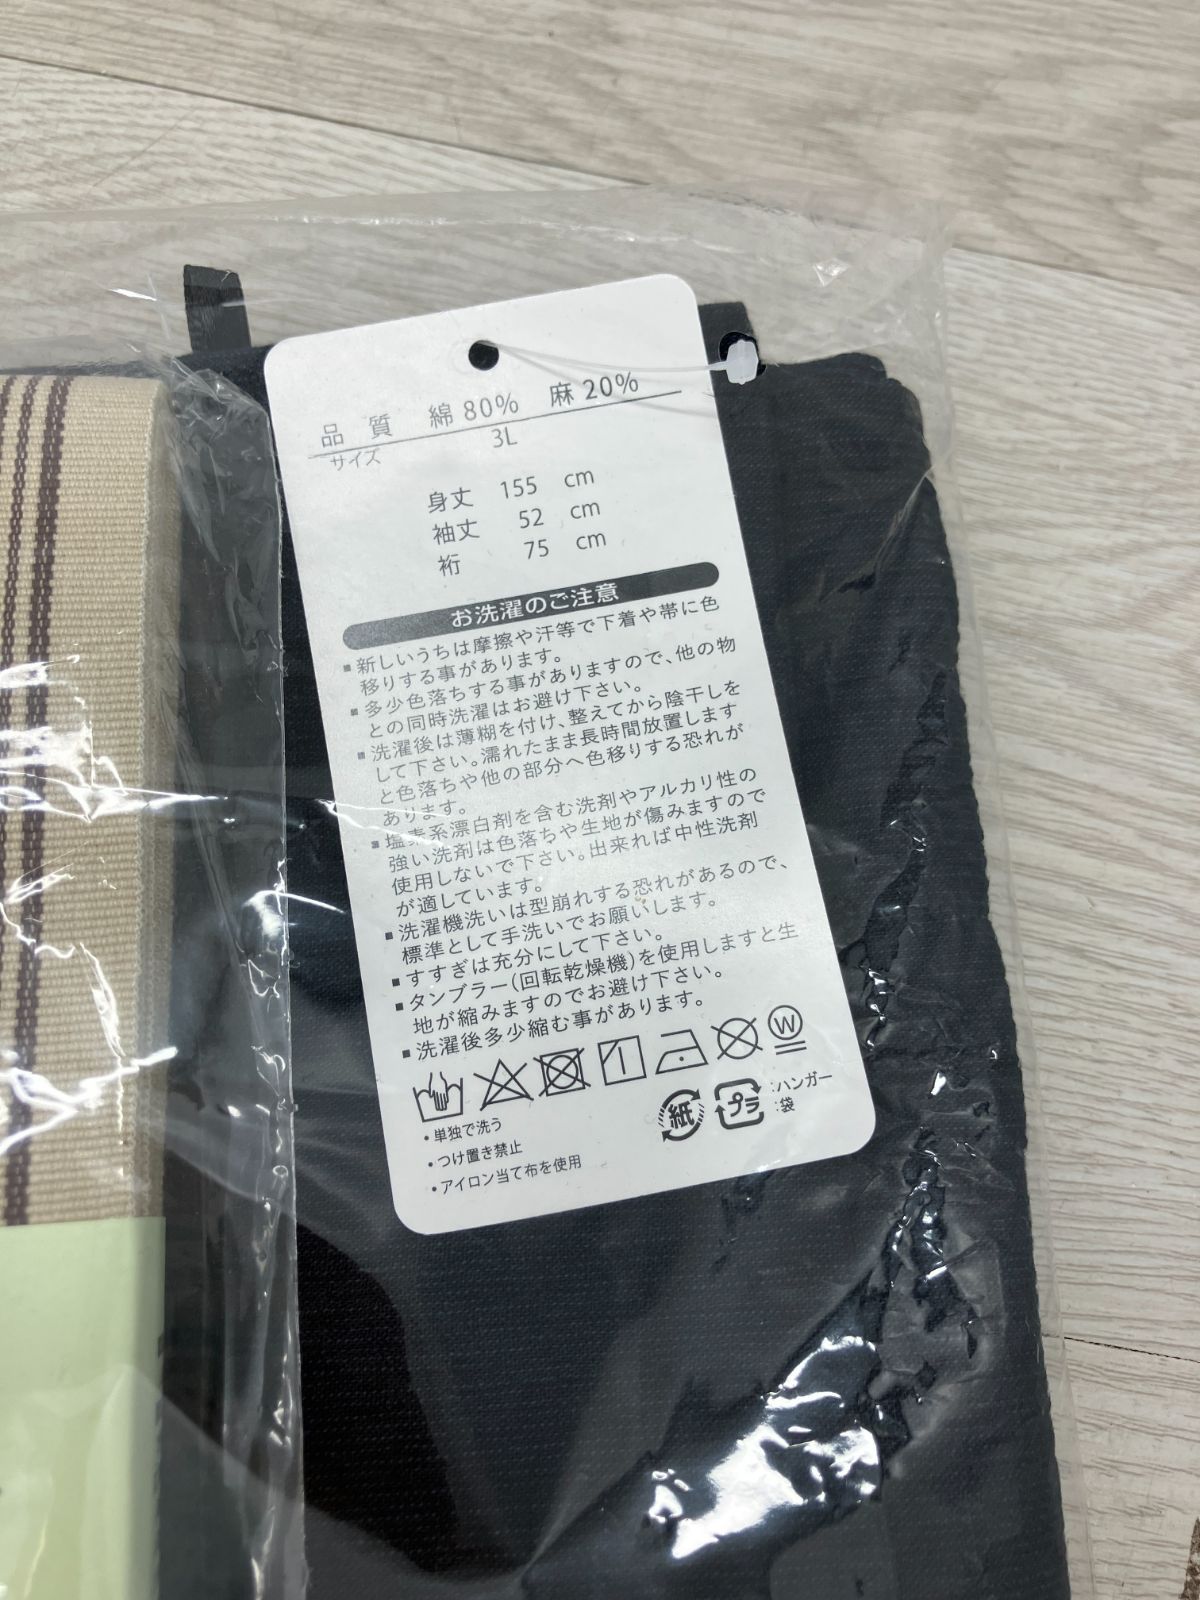 品 質 綿 80% 麻 20%
サイズ 3L
身丈 155 cm
袖丈 52 cm
裄 75 cm
お洗濯のご注意
■新しいうちは摩擦や汗等で下着や帯に色
移りする事があります。
■多少色落ちする事がありますので、他の物
との同時洗濯はお避け下さい。
■洗濯後は薄糊を付け、整えてから陰干しを
して下さい。濡れたまま長時間放置します
と色落ちや他の部分へ色移りする恐れが
あります。
■塩素系漂白剤を含む洗剤やアルカリ性の
強い洗剤は色落ちや生地が傷みますので
使用しないで下さい。出来れば中性洗剤
が適しています。
■洗濯機洗いは型崩れする恐れがあるので、
標準として手洗いでお願いします。
■すすぎは充分にして下さい。
■タンブラー(回転乾燥機)を使用しますと生
地が縮みますのでお避け下さい。
■洗濯後多少縮む事があります。
W
・単独で洗う
・つけ置き禁止
・アイロン当て布を使用
紙 プラ :ハンガー
:袋